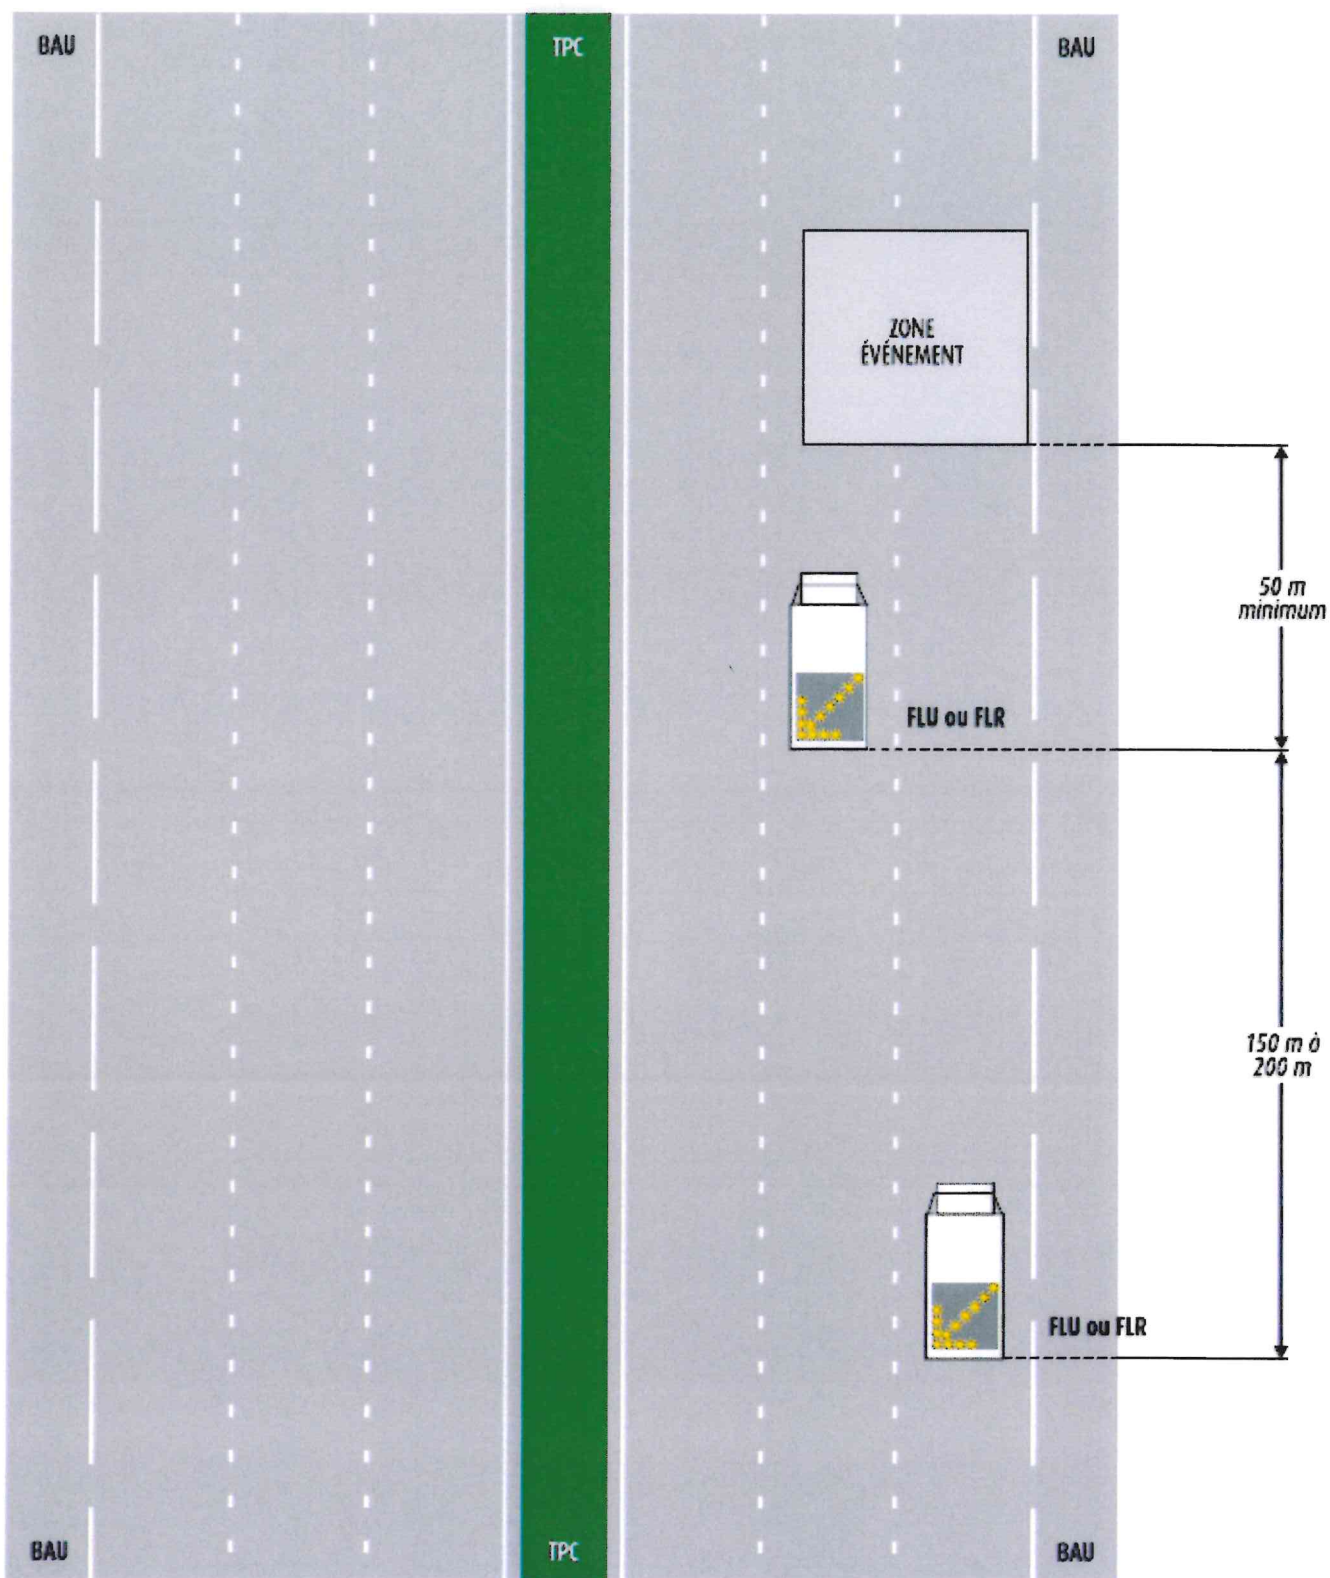 BAU
TPC
BAU
ZONE
ÉVÉNEMENT
50 m
minimum
FLU ou FLR
150 m à
200 m
FLU ou FLR
BAU
TPC
BAU